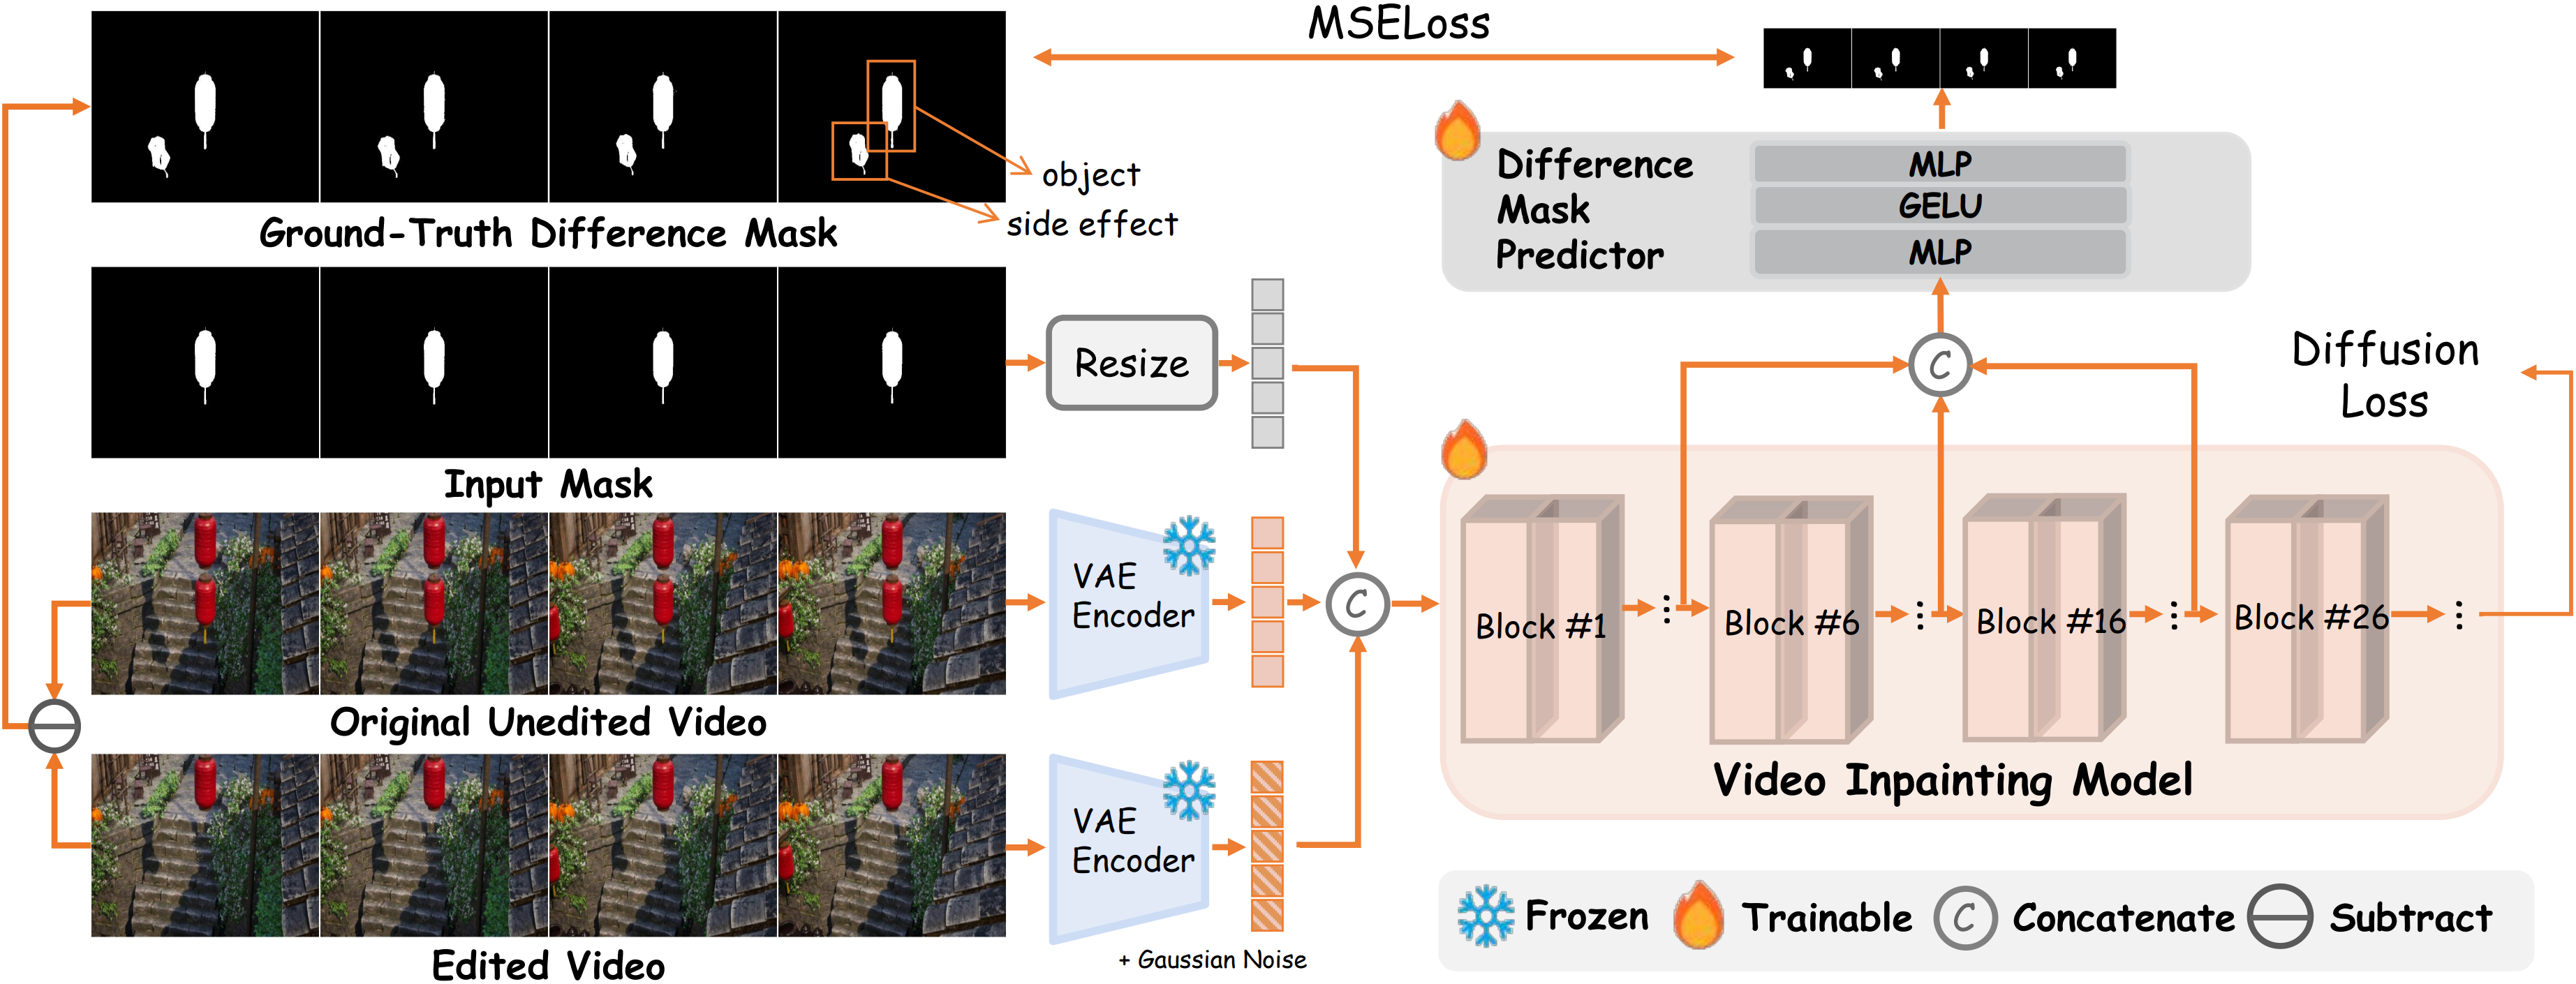 MSELoss
object
side effect
Ground-Truth Difference Mask
Difference
Mask
Predictor
MLP
GELU
MLP
C
Resize
Input Mask
Diffusion
Loss
VAE
Encoder
C
Original Unedited Video
Block #1
Block #6
Block #16
Block #26
Video Inpainting Model
VAE
Encoder
+ Gaussian Noise
Edited Video
Frozen
Trainable
C
Concatenate
Subtract